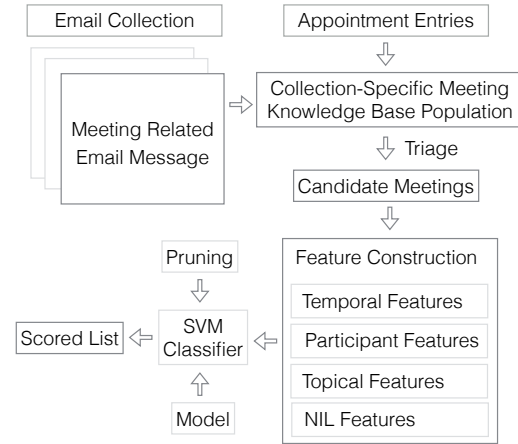 Email Collection
Appointment Entries
Meeting Related
Email Message
Collection-Specific Meeting
Knowledge Base Population
Triage
Candidate Meetings
Feature Construction
Temporal Features
Participant Features
Topical Features
NIL Features
Pruning
SVM
Classifier
Scored List
Model